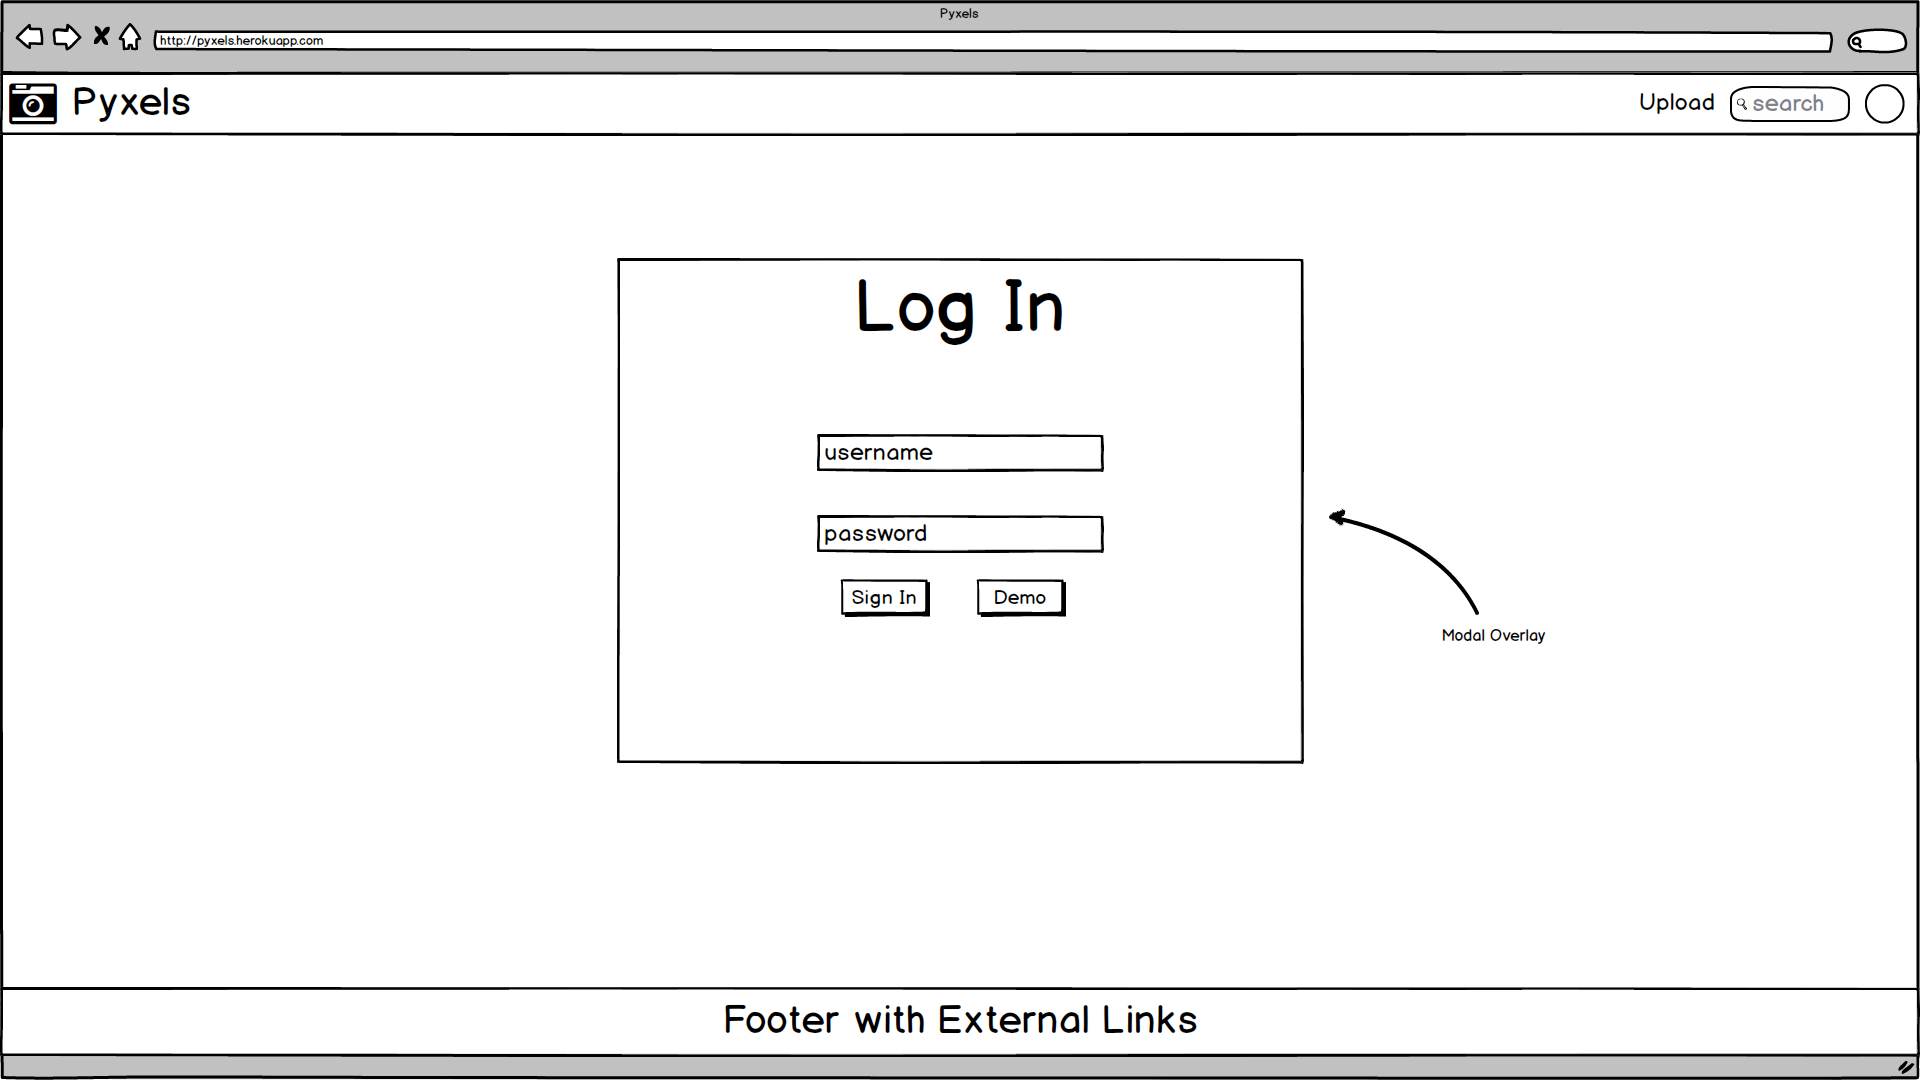 Pyxels
http://pyxels.herokuapp.com
Pyxels
Upload
search
Log In
username
password
Sign In
Demo
Modal Overlay
Footer with External Links